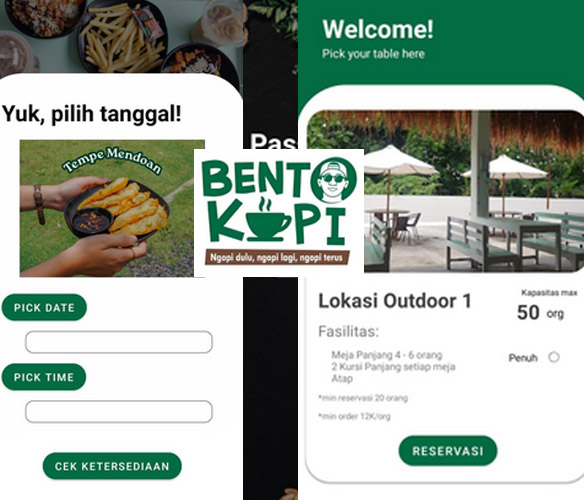 Yuk, pilih tanggal!
Tempe Mendoan
PICK DATE
PICK TIME
CEK KETERSEDIAAN
Pas
BENTO
KOPI
Ngopi dulu, ngopi lagi, ngopi terus
Welcome!
Pick your table here
Lokasi Outdoor 1
Kapasitas max
50 org
Fasilitas:
Meja Panjang 4 - 6 orang
2 Kursi Panjang setiap meja
Atap
Penuh
*min reservasi 20 orang
*min order 12K/org
RESERVASI